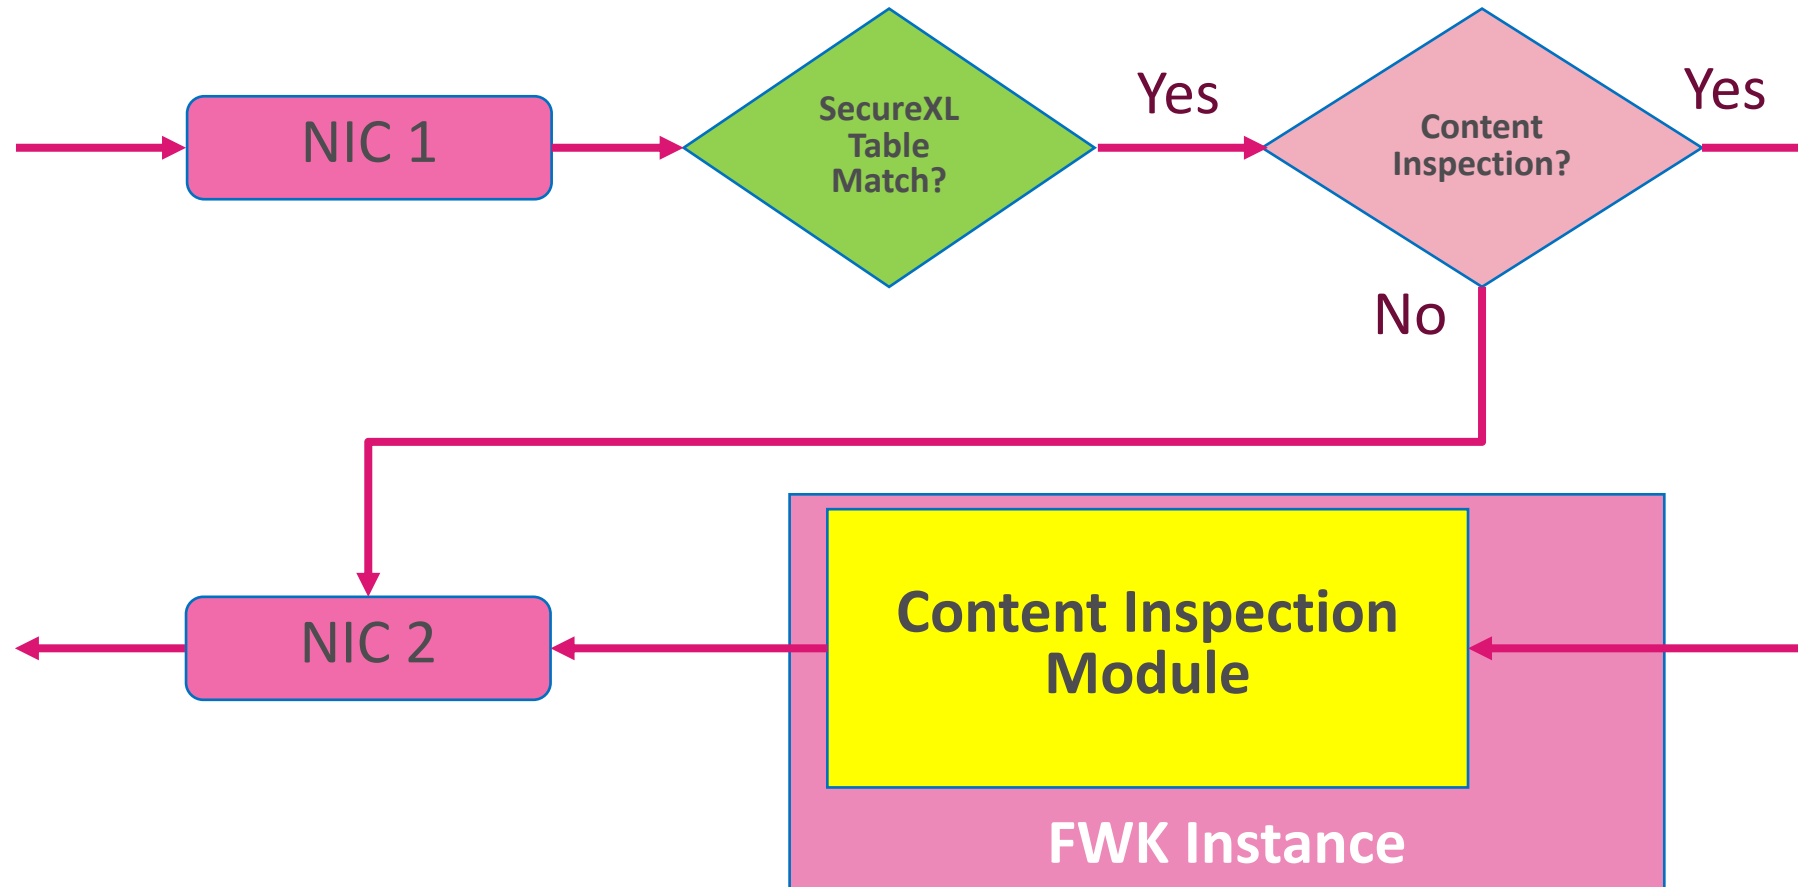 NIC 1
SecureXL
Table
Match?
Yes
Content
Inspection?
Yes
No
NIC 2
Content Inspection
Module
FWK Instance